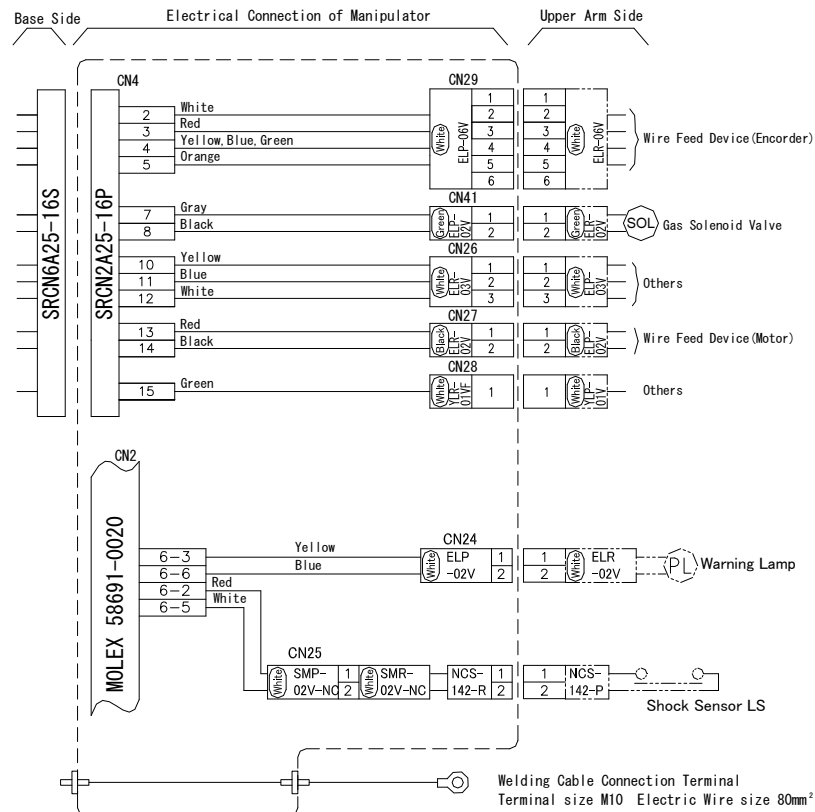 Base Side
Electrical Connection of Manipulator
Upper Arm Side
CN4
CN29
SRCN6A25-16S
SRCN2A25-16P
2 White
3 Red
4 Yellow, Blue, Green
5 Orange
White
ELP-06V
1
2
3
4
5
6
1
2
3
4
5
6
White
ELR-06V
Wire Feed Device(Encorder)
CN41
7 Gray
8 Black
Green
ELP-02V
1
2
1
2
Green
ELR-02V
SOL
Gas Solenoid Valve
CN26
10 Yellow
11 Blue
12 White
White
ELR-03V
1
2
3
1
2
3
White
ELP-03V
Others
CN27
13 Red
14 Black
Black
ELR-02V
1
2
1
2
Black
ELP-02V
Wire Feed Device(Motor)
CN28
15 Green
White
YLR-01VF
1
1
White
YLP-01V
Others
CN2
MOLEX 58691-0020
6-3
6-6
6-2
6-5
Yellow
Blue
Red
White
CN24
White
ELP
-02V
1
2
1
2
White
ELR
-02V
PL
Warning Lamp
CN25
White
SMP-
02V-NC
1
2
White
SMR-
02V-NC
NCS-
142-R
1
2
1
2
NCS-
142-P
Shock Sensor LS
Welding Cable Connection Terminal
Terminal size M10 Electric Wire size 80mm²